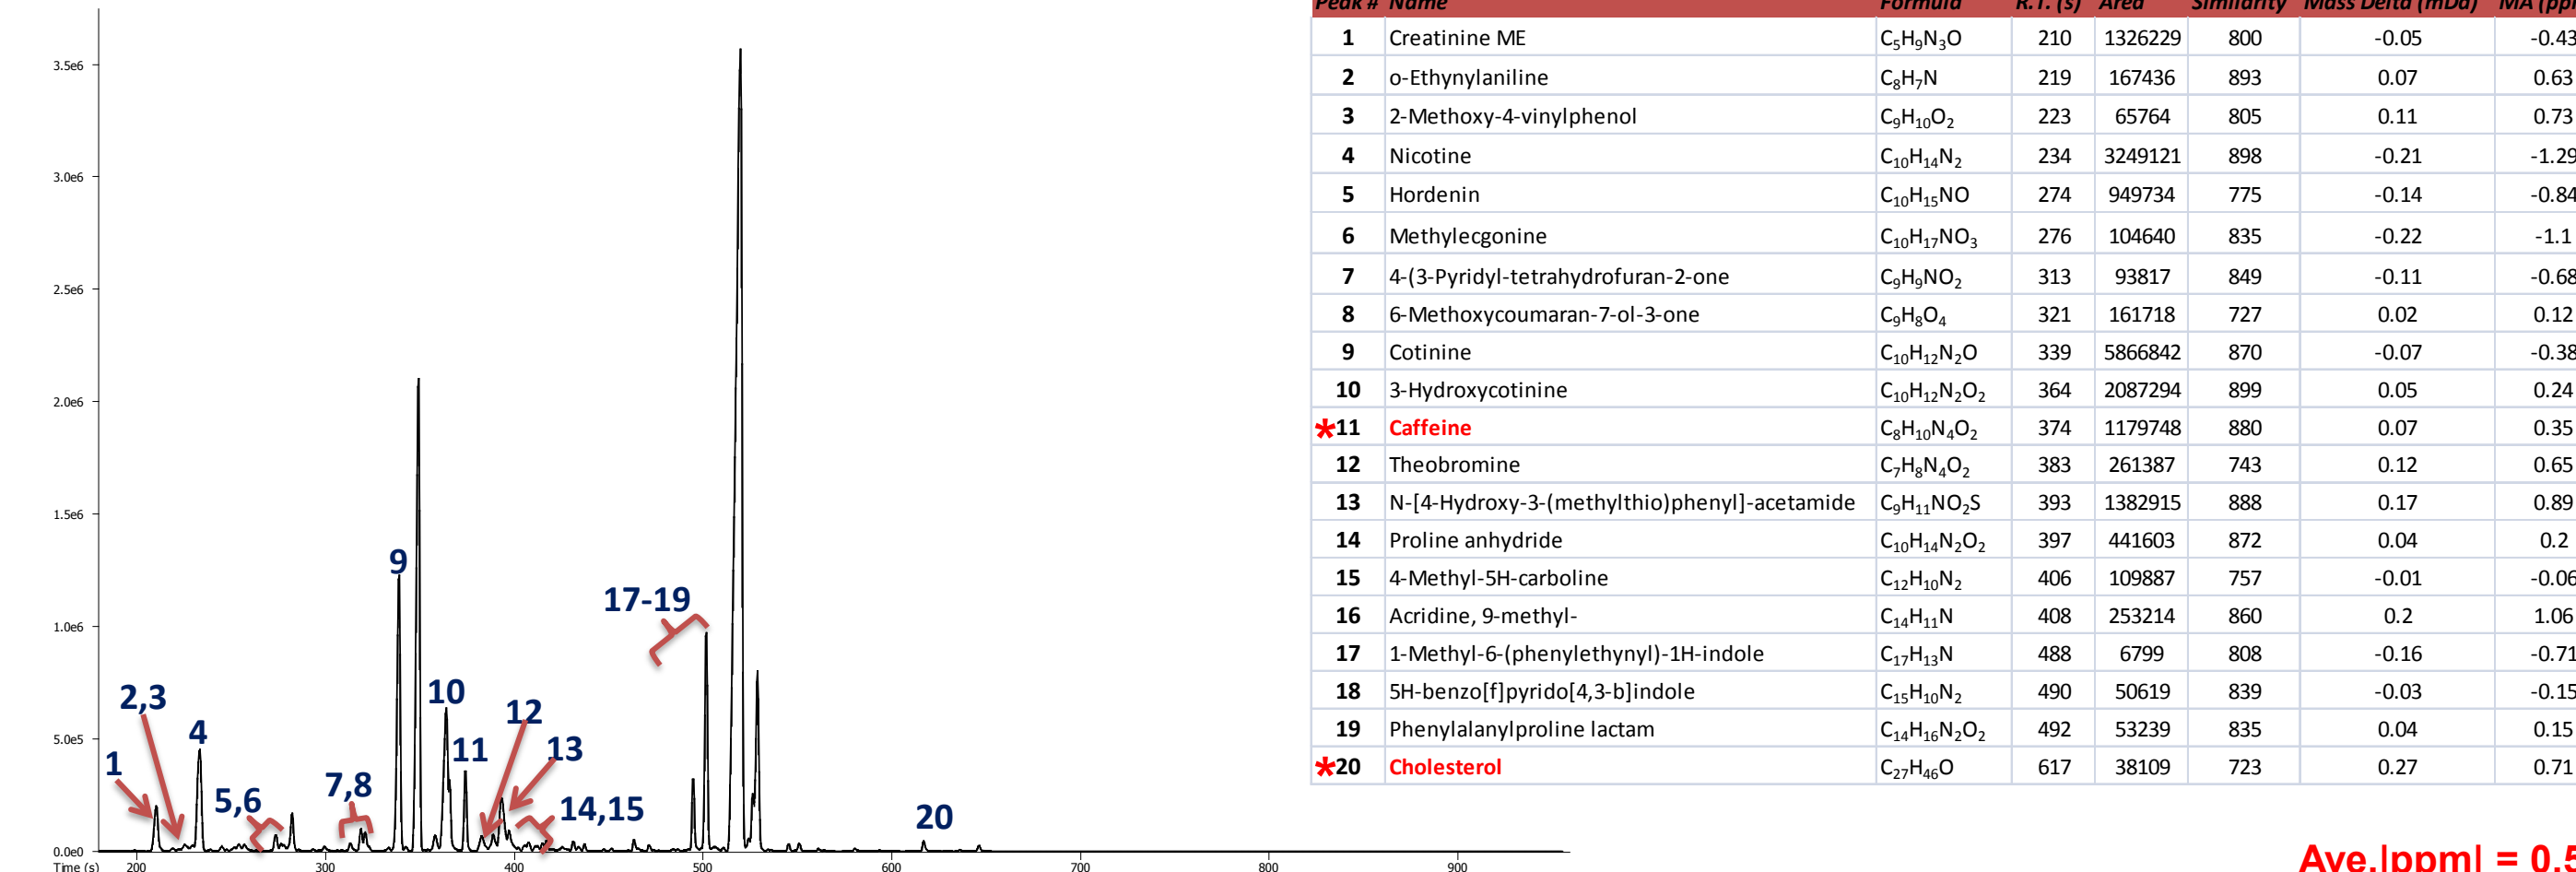 3.5e6
3.0e6
2.5e6
2.0e6
1.5e6
1.0e6
5.0e5
0.0e0
Time (s) 200 300 400 500 600 700 800 900
1
2,3
4
5,6
7,8
9
10
11
12
13
14,15
17-19
20
Peak # Name Formula R.T. (s) Area Similarity Mass Delta (mDa) MA (pp
1 Creatinine ME C₅H₉N₃O 210 1326229 800 -0.05 -0.43
2 o-Ethynylaniline C₈H₇N 219 167436 893 0.07 0.63
3 2-Methoxy-4-vinylphenol C₉H₁₀O₂ 223 65764 805 0.11 0.73
4 Nicotine C₁₀H₁₄N₂ 234 3249121 898 -0.21 -1.29
5 Hordenin C₁₀H₁₅NO 274 949734 775 -0.14 -0.84
6 Methylecgonine C₁₀H₁₇NO₃ 276 104640 835 -0.22 -1.1
7 4-(3-Pyridyl-tetrahydrofuran-2-one C₉H₉NO₂ 313 93817 849 -0.11 -0.68
8 6-Methoxycoumaran-7-ol-3-one C₉H₈O₄ 321 161718 727 0.02 0.12
9 Cotinine C₁₀H₁₂N₂O 339 5866842 870 -0.07 -0.38
10 3-Hydroxycotinine C₁₀H₁₂N₂O₂ 364 2087294 899 0.05 0.24
*11 Caffeine C₈H₁₀N₄O₂ 374 1179748 880 0.07 0.35
12 Theobromine C₇H₈N₄O₂ 383 261387 743 0.12 0.65
13 N-[4-Hydroxy-3-(methylthio)phenyl]-acetamide C₉H₁₁NO₂S 393 1382915 888 0.17 0.89
14 Proline anhydride C₁₀H₁₄N₂O₂ 397 441603 872 0.04 0.2
15 4-Methyl-5H-carboline C₁₂H₁₀N₂ 406 109887 757 -0.01 -0.06
16 Acridine, 9-methyl- C₁₄H₁₁N 408 253214 860 0.2 1.06
17 1-Methyl-6-(phenylethynyl)-1H-indole C₁₇H₁₃N 488 6799 808 -0.16 -0.71
18 5H-benzo[f]pyrido[4,3-b]indole C₁₅H₁₀N₂ 490 50619 839 -0.03 -0.15
19 Phenylalanylproline lactam C₁₄H₁₆N₂O₂ 492 53239 835 0.04 0.15
*20 Cholesterol C₂₇H₄₆O 617 38109 723 0.27 0.71
Ave.|ppm| = 0.5